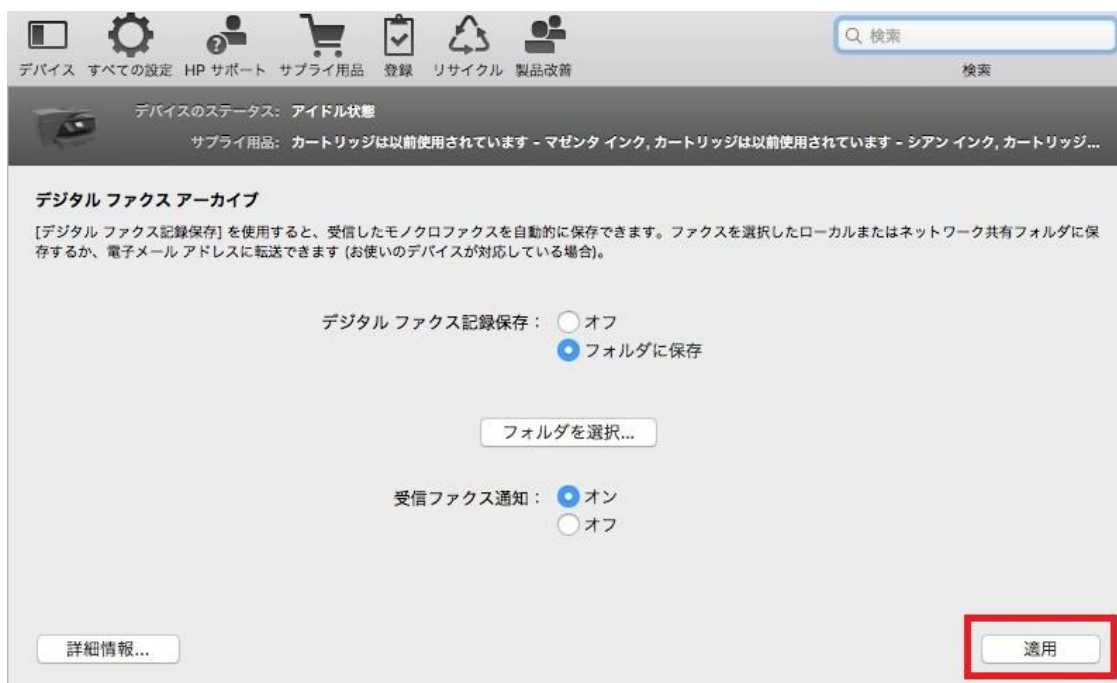 デバイス すべての設定 HP サポート サプライ用品 登録 リサイクル 製品改善
検索
検索
デバイスのステータス: アイドル状態
サプライ用品: カートリッジは以前使用されています - マゼンタ インク, カートリッジは以前使用されています - シアン インク, カートリッジ...
デジタル ファクス アーカイブ
[デジタル ファクス記録保存] を使用すると、受信したモノクロファクスを自動的に保存できます。ファクスを選択したローカルまたはネットワーク共有フォルダに保
存するか、電子メール アドレスに転送できます (お使いのデバイスが対応している場合)。
デジタル ファクス記録保存： オフ
フォルダに保存
フォルダを選択...
受信ファクス通知： オン
オフ
詳細情報...
適用